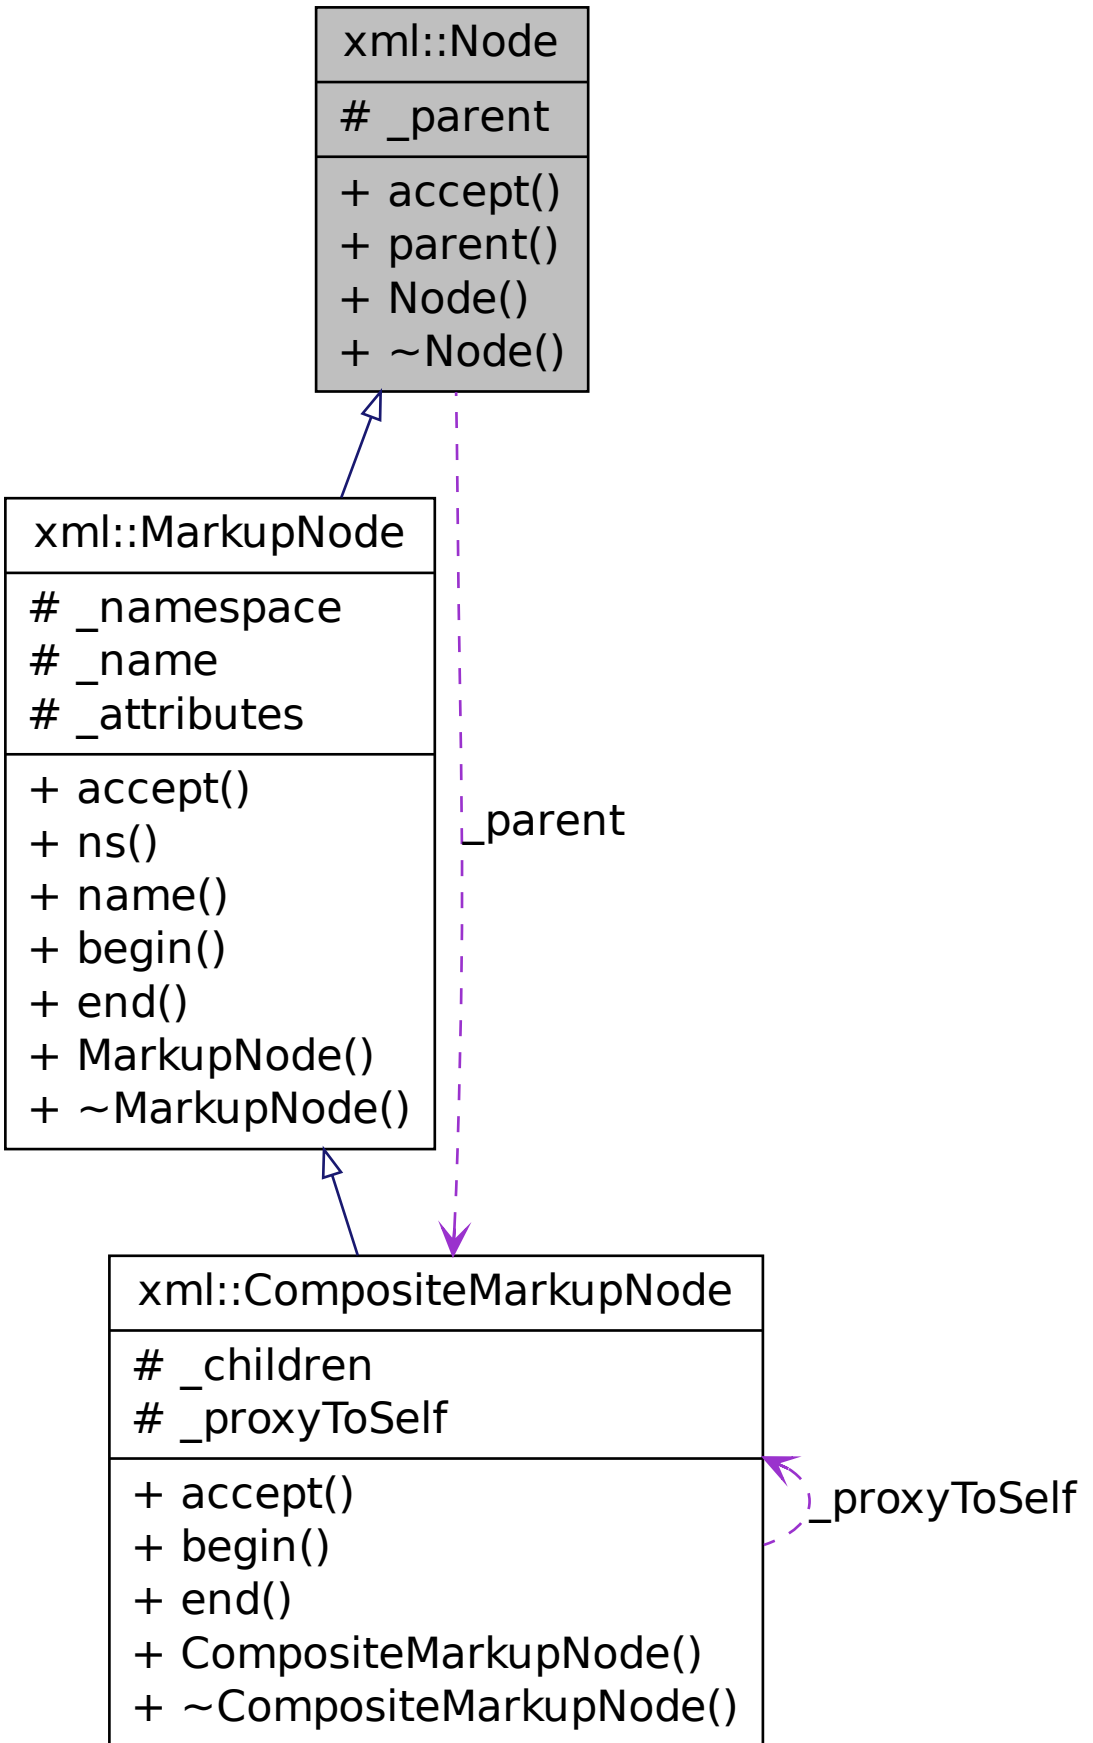 xml::Node
# _parent
+ accept()
+ parent()
+ Node()
+ ~Node()
xml::MarkupNode
# _namespace
# _name
# _attributes
+ accept()
+ ns()
+ name()
+ begin()
+ end()
+ MarkupNode()
+ ~MarkupNode()
_parent
xml::CompositeMarkupNode
# _children
# _proxyToSelf
+ accept()
+ begin()
+ end()
+ CompositeMarkupNode()
+ ~CompositeMarkupNode()
_proxyToSelf